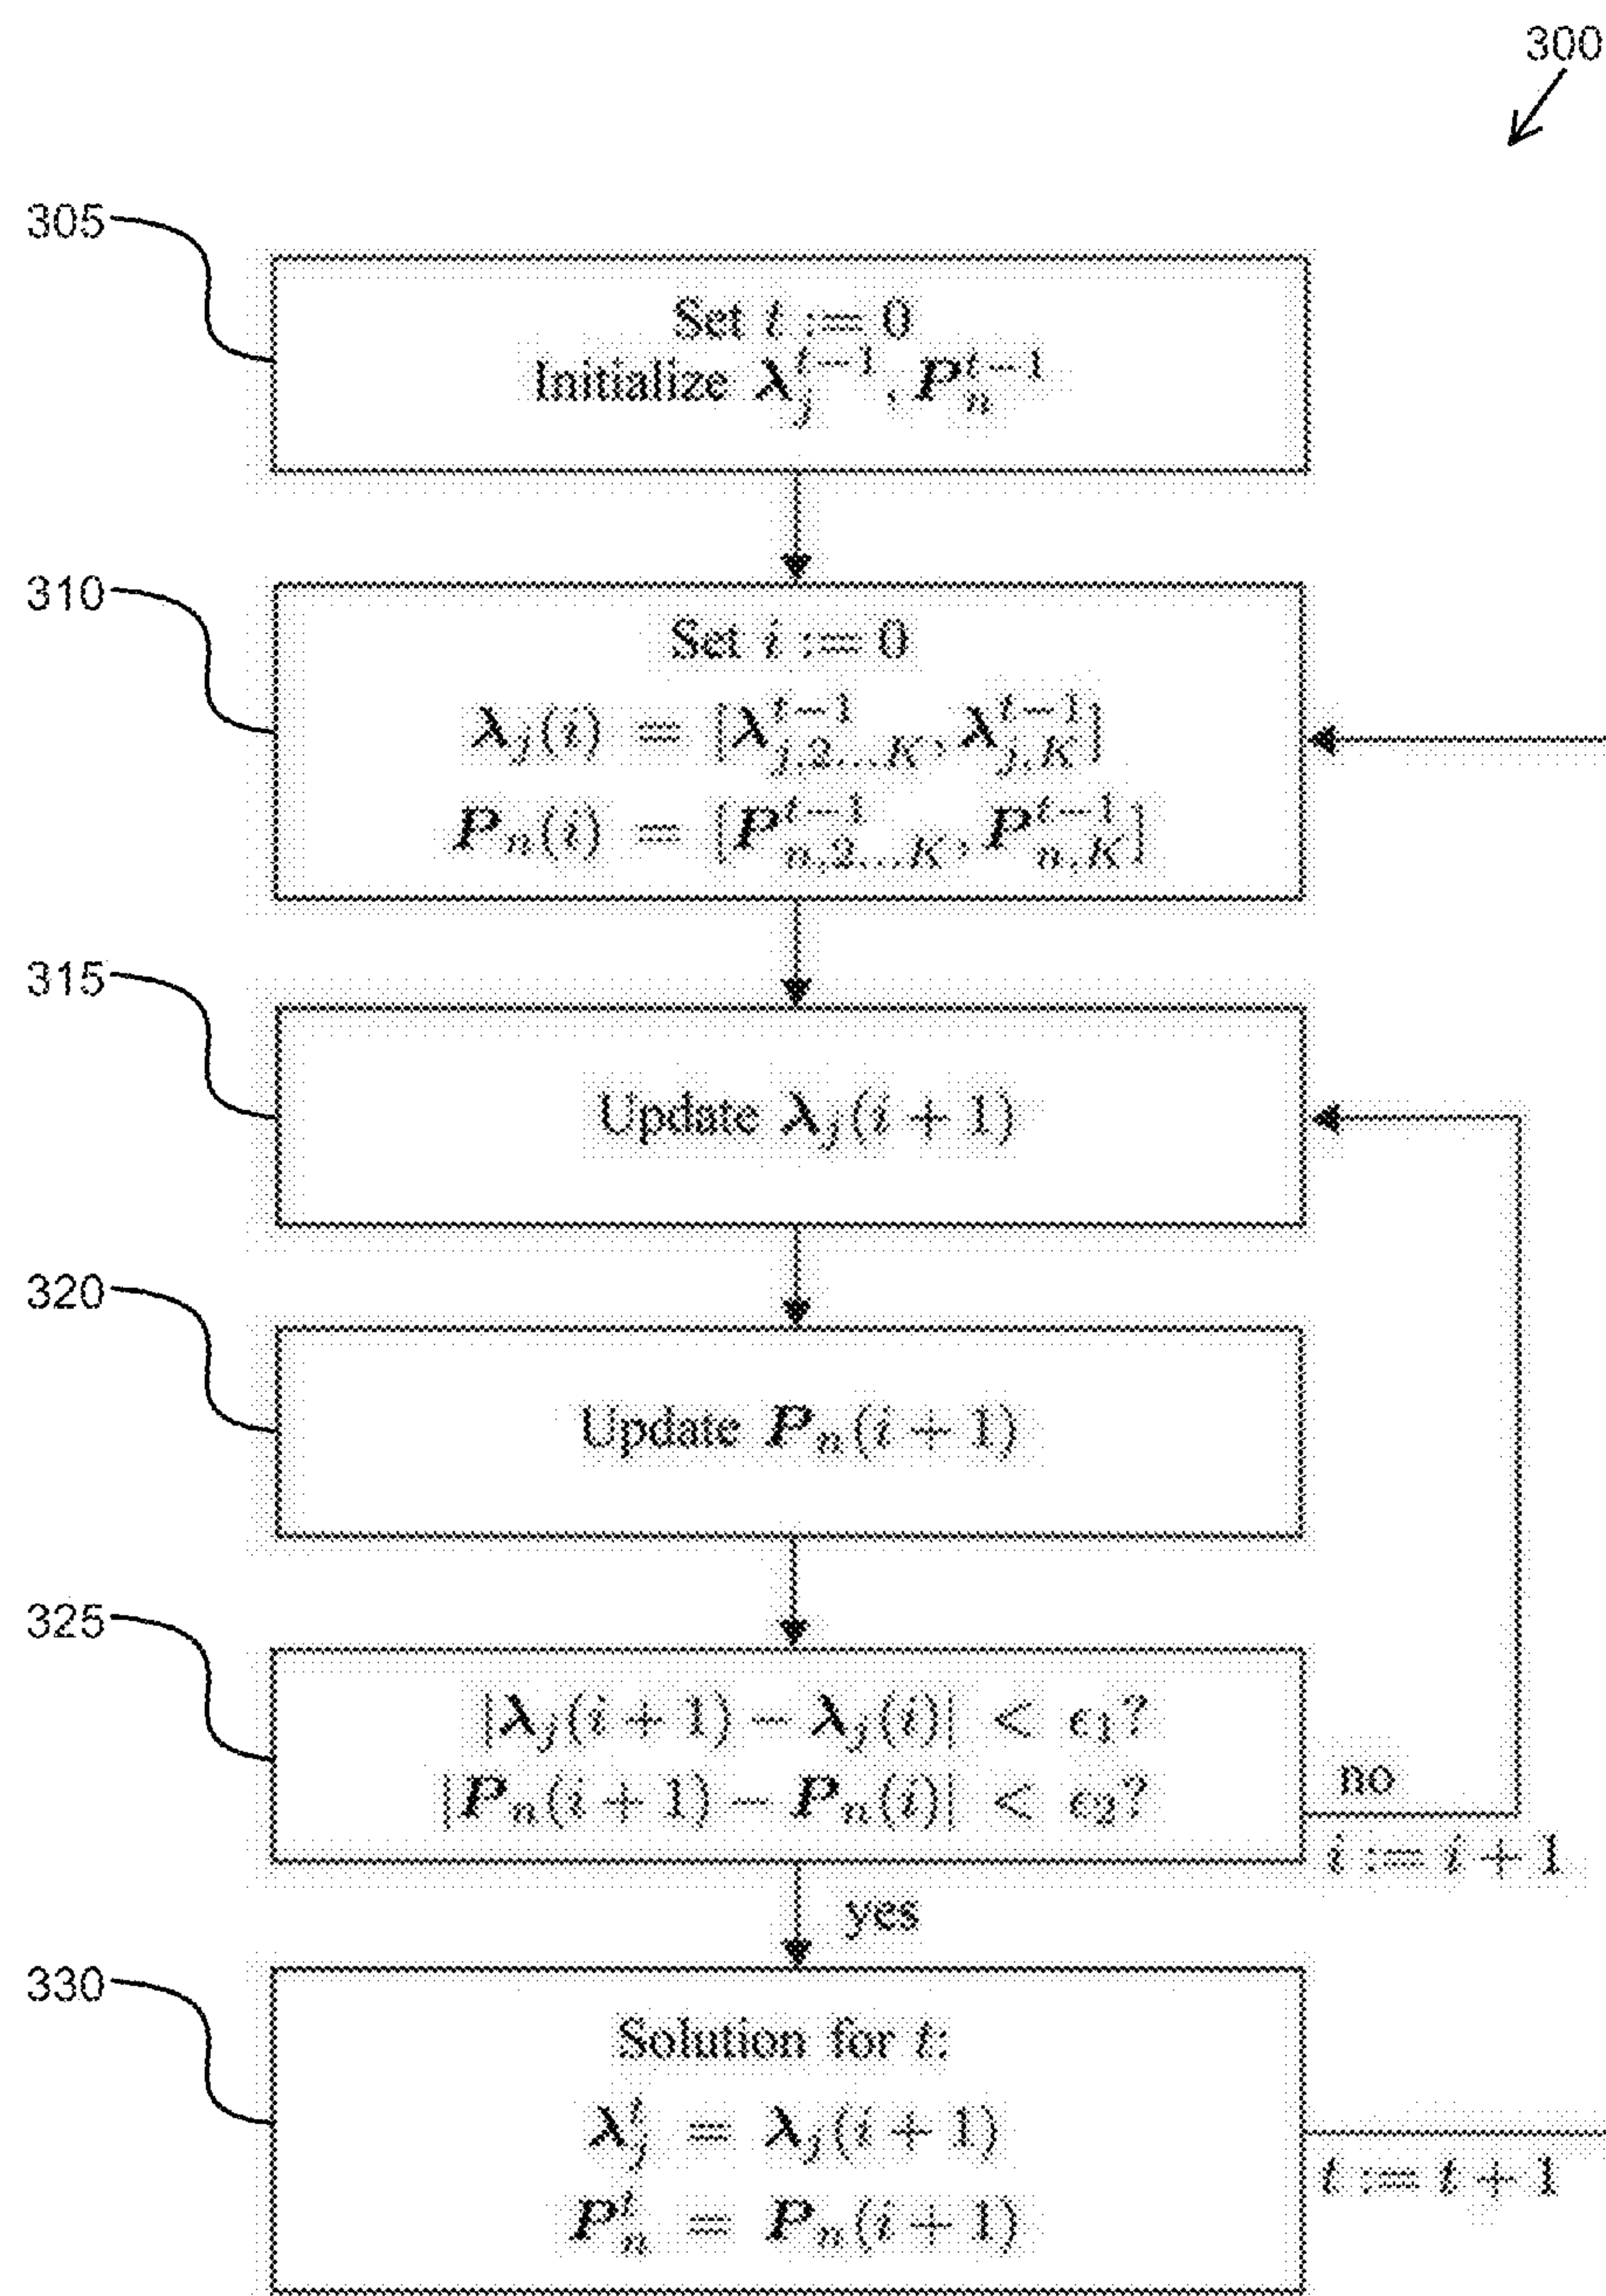 300
305
Set t := 0
Initialize λ_j^{t−1}, P_n^{t−1}
310
Set i := 0
λ_j(i) = [λ_{j,2…K}^{t−1}, λ_{j,K}^{t−1}]
P_n(i) = [P_{n,2…K}^{t−1}, P_{n,K}^{t−1}]
315
Update λ_j(i + 1)
320
Update P_n(i + 1)
325
|λ_j(i + 1) − λ_j(i)| < ϵ_1?
|P_n(i + 1) − P_n(i)| < ϵ_2?
no
i := i + 1
yes
330
Solution for t:
λ_j^t = λ_j(i + 1)
P_n^t = P_n(i + 1)
t := t + 1